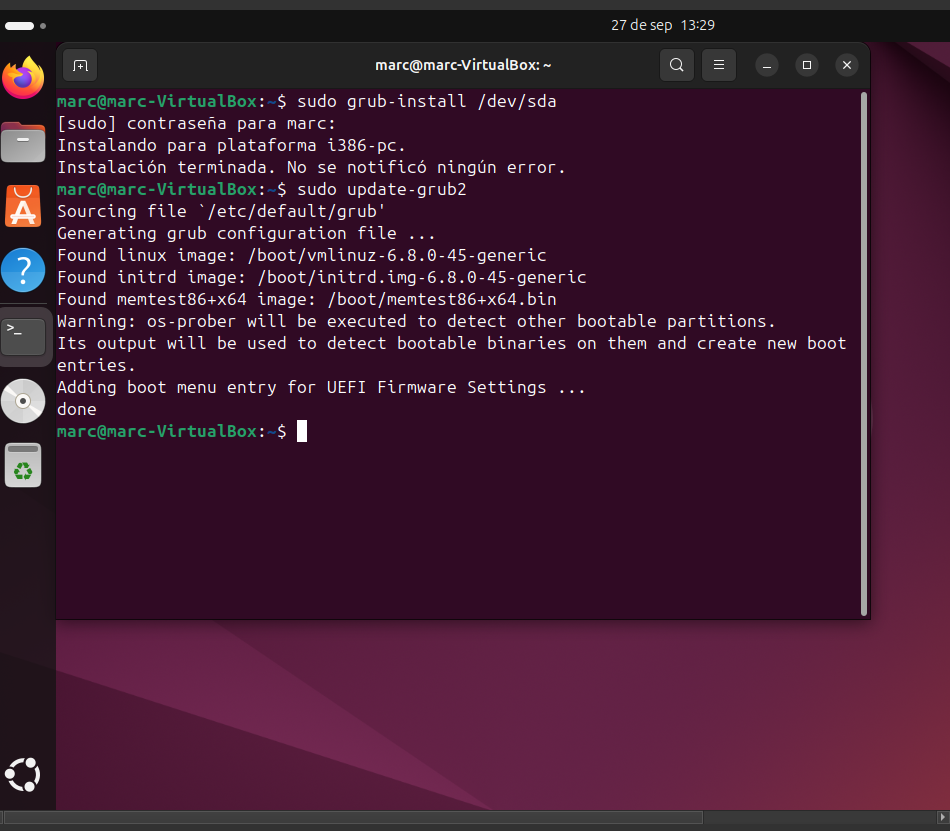 27 de sep 13:29
marc@marc-VirtualBox: ~
marc@marc-VirtualBox:~$ sudo grub-install /dev/sda
[sudo] contraseña para marc:
Instalando para plataforma i386-pc.
Instalación terminada. No se notificó ningún error.
marc@marc-VirtualBox:~$ sudo update-grub2
Sourcing file `/etc/default/grub'
Generating grub configuration file ...
Found linux image: /boot/vmlinuz-6.8.0-45-generic
Found initrd image: /boot/initrd.img-6.8.0-45-generic
Found memtest86+x64 image: /boot/memtest86+x64.bin
Warning: os-prober will be executed to detect other bootable partitions.
Its output will be used to detect bootable binaries on them and create new boot
entries.
Adding boot menu entry for UEFI Firmware Settings ...
done
marc@marc-VirtualBox:~$